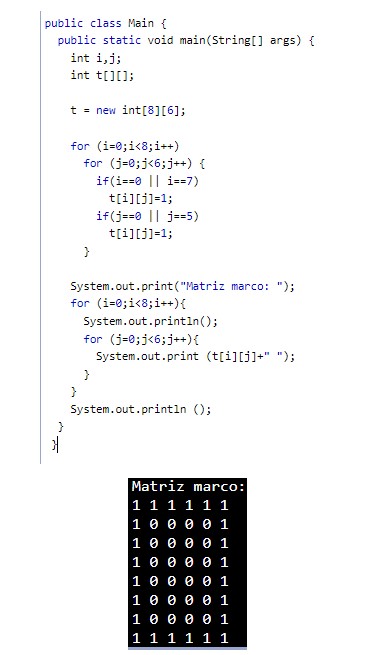 public class Main {
public static void main(String[] args) {
int i,j;
int t[][];
t = new int[8][6];
for (i=0;i<8;i++)
for (j=0;j<6;j++) {
if(i==0 || i==7)
t[i][j]=1;
if(j==0 || j==5)
t[i][j]=1;
}
System.out.print("Matriz marco: ");
for (i=0;i<8;i++){
System.out.println();
for (j=0;j<6;j++){
System.out.print (t[i][j]+" ");
}
}
System.out.println ();
}
}
Matriz marco:
1 1 1 1 1 1
1 0 0 0 0 1
1 0 0 0 0 1
1 0 0 0 0 1
1 0 0 0 0 1
1 0 0 0 0 1
1 0 0 0 0 1
1 1 1 1 1 1